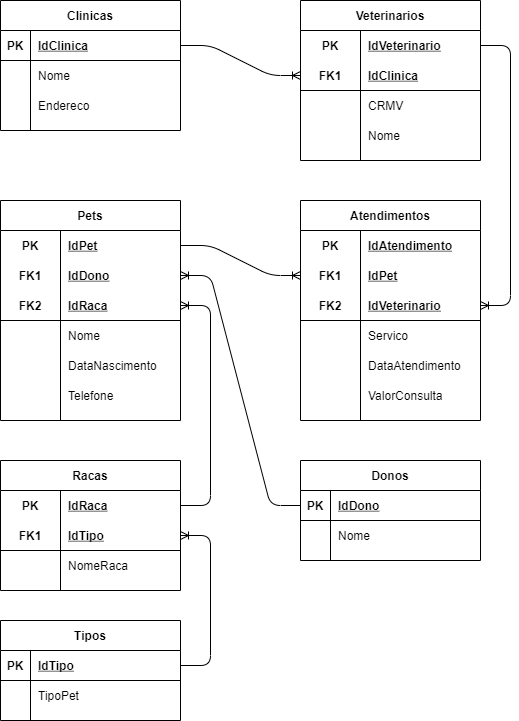 Clinicas
PK IdClinica
Nome
Endereco
Veterinarios
PK IdVeterinario
FK1 IdClinica
CRMV
Nome
Pets
PK IdPet
FK1 IdDono
FK2 IdRaca
Nome
DataNascimento
Telefone
Atendimentos
PK IdAtendimento
FK1 IdPet
FK2 IdVeterinario
Servico
DataAtendimento
ValorConsulta
Racas
PK IdRaca
FK1 IdTipo
NomeRaca
Donos
PK IdDono
Nome
Tipos
PK IdTipo
TipoPet